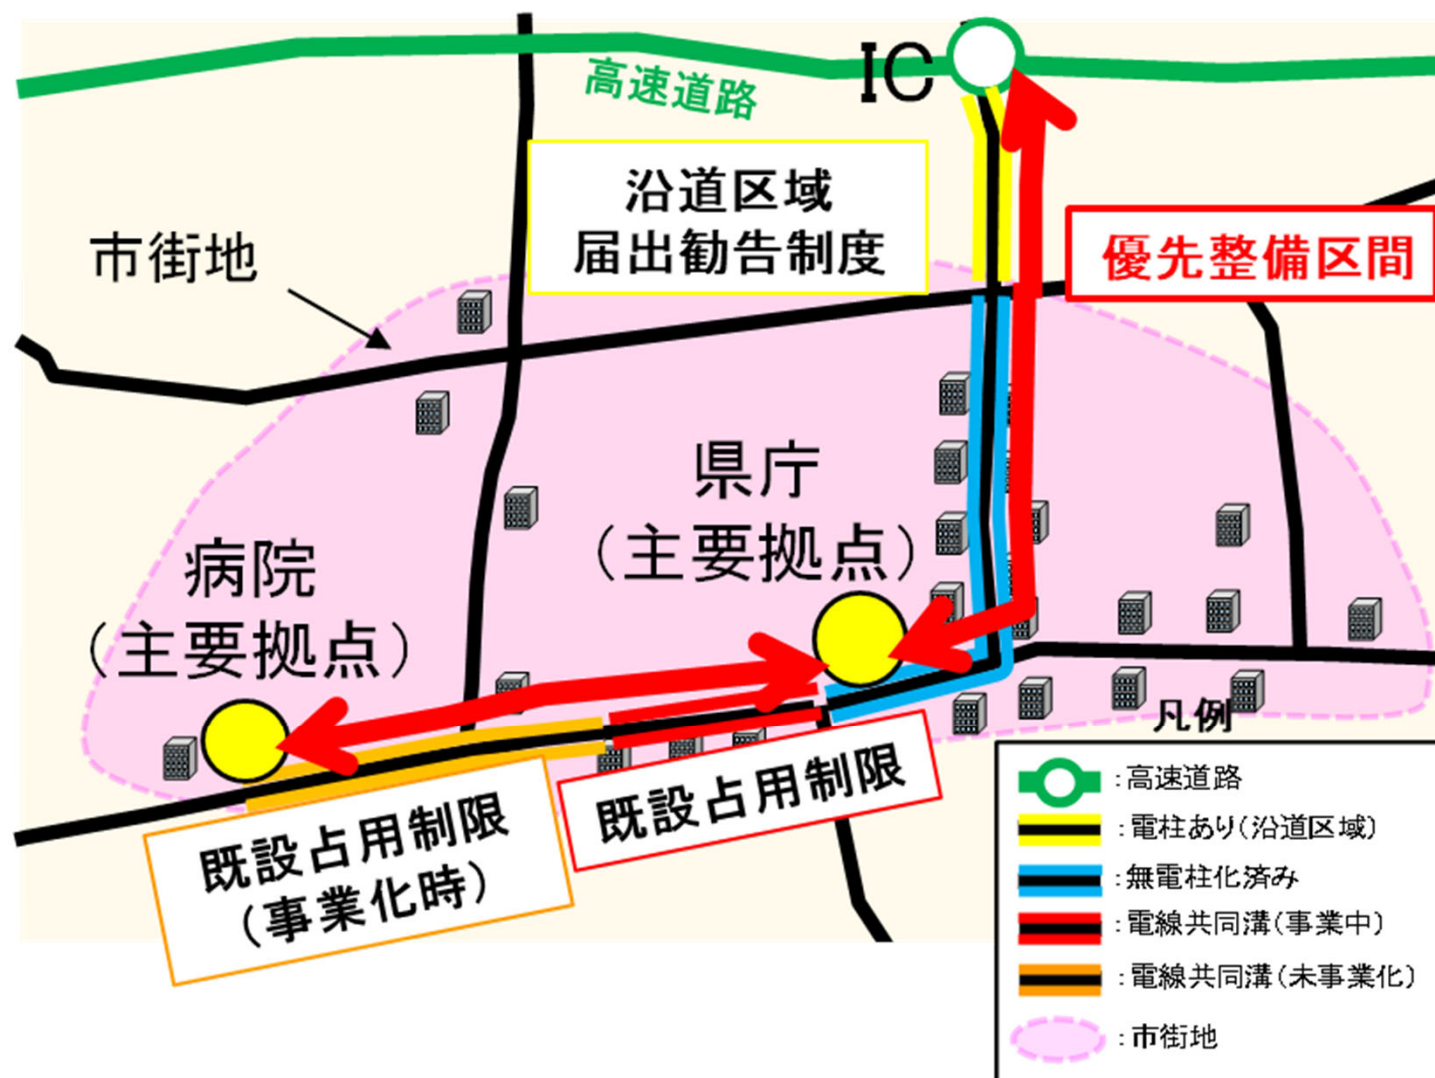 IC
高速道路
沿道区域
届出勧告制度
市街地
優先整備区間
県庁
（主要拠点）
病院
（主要拠点）
既設占用制限
既設占用制限
（事業化時）
凡例
：高速道路
：電柱あり（沿道区域）
：無電柱化済み
：電線共同溝（事業中）
：電線共同溝（未事業化）
：市街地